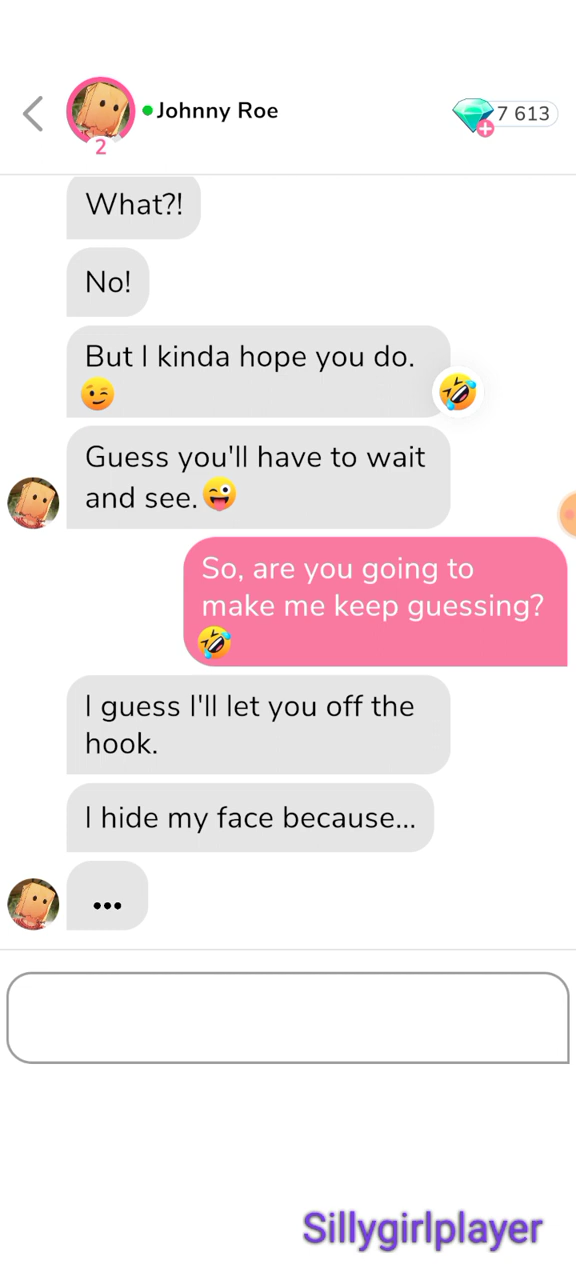 Johnny Roe
7 613
2
What?!
No!
But I kinda hope you do.
😉
🤣
Guess you'll have to wait
and see.😜
So, are you going to
make me keep guessing?
🤣
I guess I'll let you off the
hook.
I hide my face because...
...
Sillygirlplayer